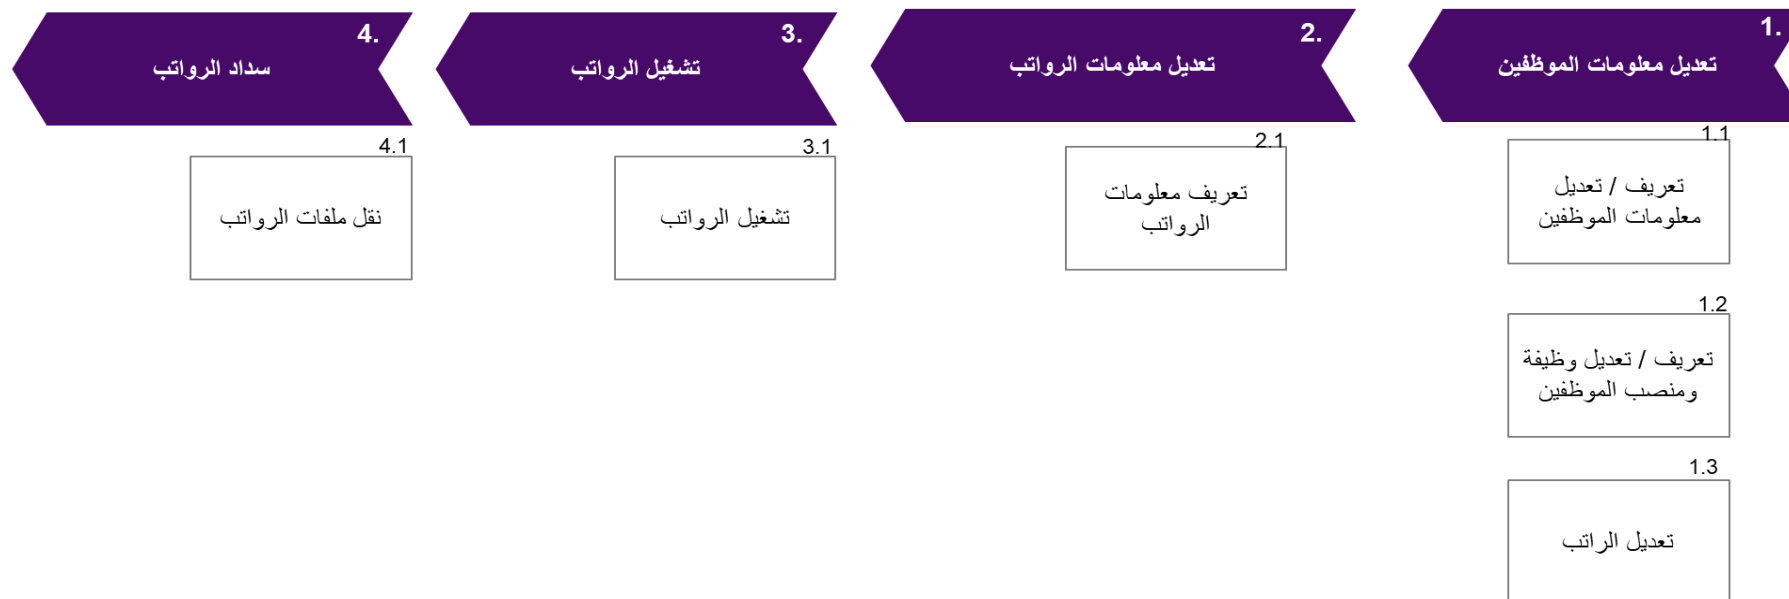 1.
تعديل معلومات الموظفين
2.
تعديل معلومات الرواتب
3.
تشغيل الرواتب
4.
سداد الرواتب
1.1
تعريف / تعديل
معلومات الموظفين
1.2
تعريف / تعديل وظيفة
ومنصب الموظفين
1.3
تعديل الراتب
2.1
تعريف معلومات
الرواتب
3.1
تشغيل الرواتب
4.1
نقل ملفات الرواتب